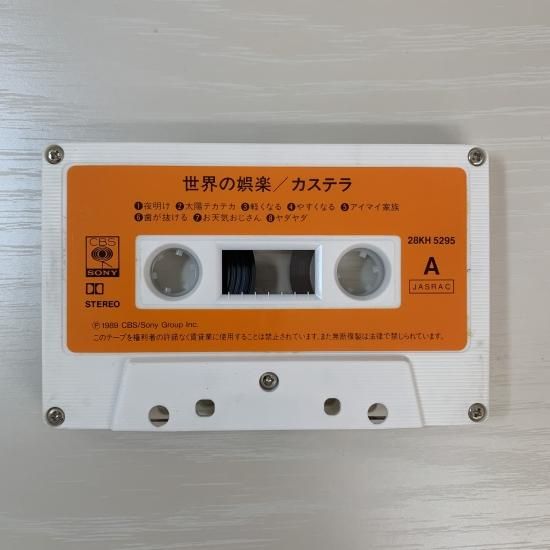 世界の娯楽／カステラ
❶夜明け ❷太陽テカテカ ❸軽くなる ❹やすくなる ❺アイマイ家族
❻歯が抜ける ❼お天気おじさん ❽ヤダヤダ
CBS
SONY
28KH 5295
A
JASRAC
STEREO
Ⓟ1989 CBS/Sony Group Inc.
このテープを権利者の許諾なく賃貸業に使用することは禁止されています。また無断複製は法律で禁じられています。